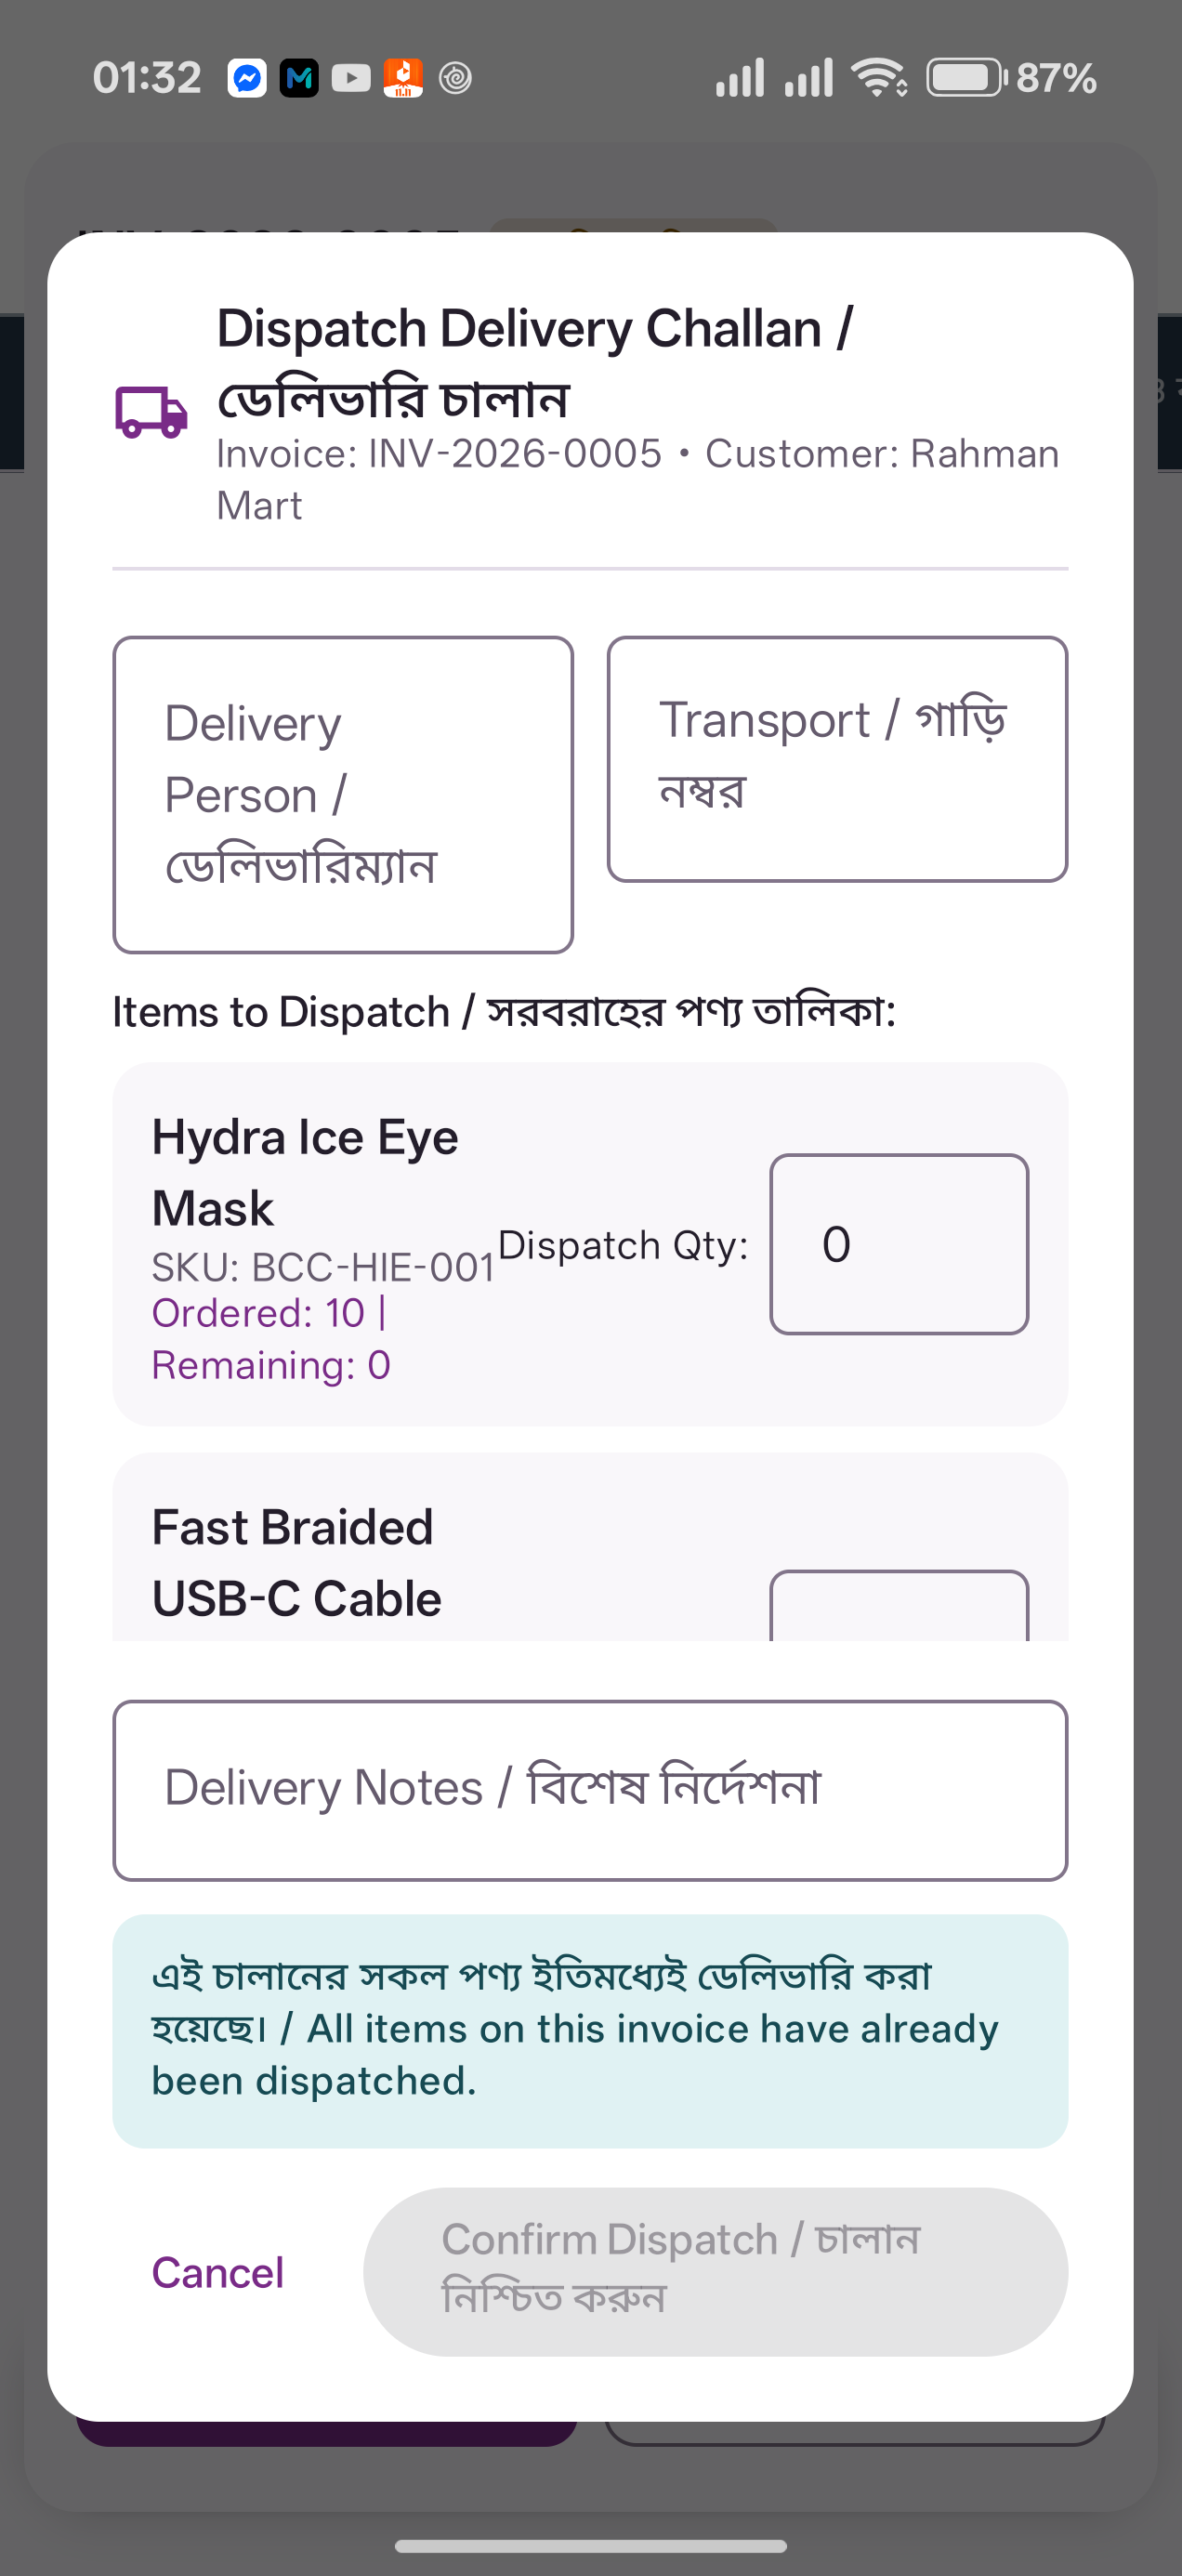 01:32
87%
Dispatch Delivery Challan /
ডেলিভারি চালান
Invoice: INV-2026-0005 • Customer: Rahman
Mart
Delivery
Person /
ডেলিভারিম্যান
Transport / গাড়ি
নম্বর
Items to Dispatch / সরবরাহের পণ্য তালিকা:
Hydra Ice Eye
Mask
SKU: BCC-HIE-001
Ordered: 10 |
Remaining: 0
Dispatch Qty:
0
Fast Braided
USB-C Cable
Delivery Notes / বিশেষ নির্দেশনা
এই চালানের সকল পণ্য ইতিমধ্যেই ডেলিভারি করা
হয়েছে। / All items on this invoice have already
been dispatched.
Cancel
Confirm Dispatch / চালান
নিশ্চিত করুন